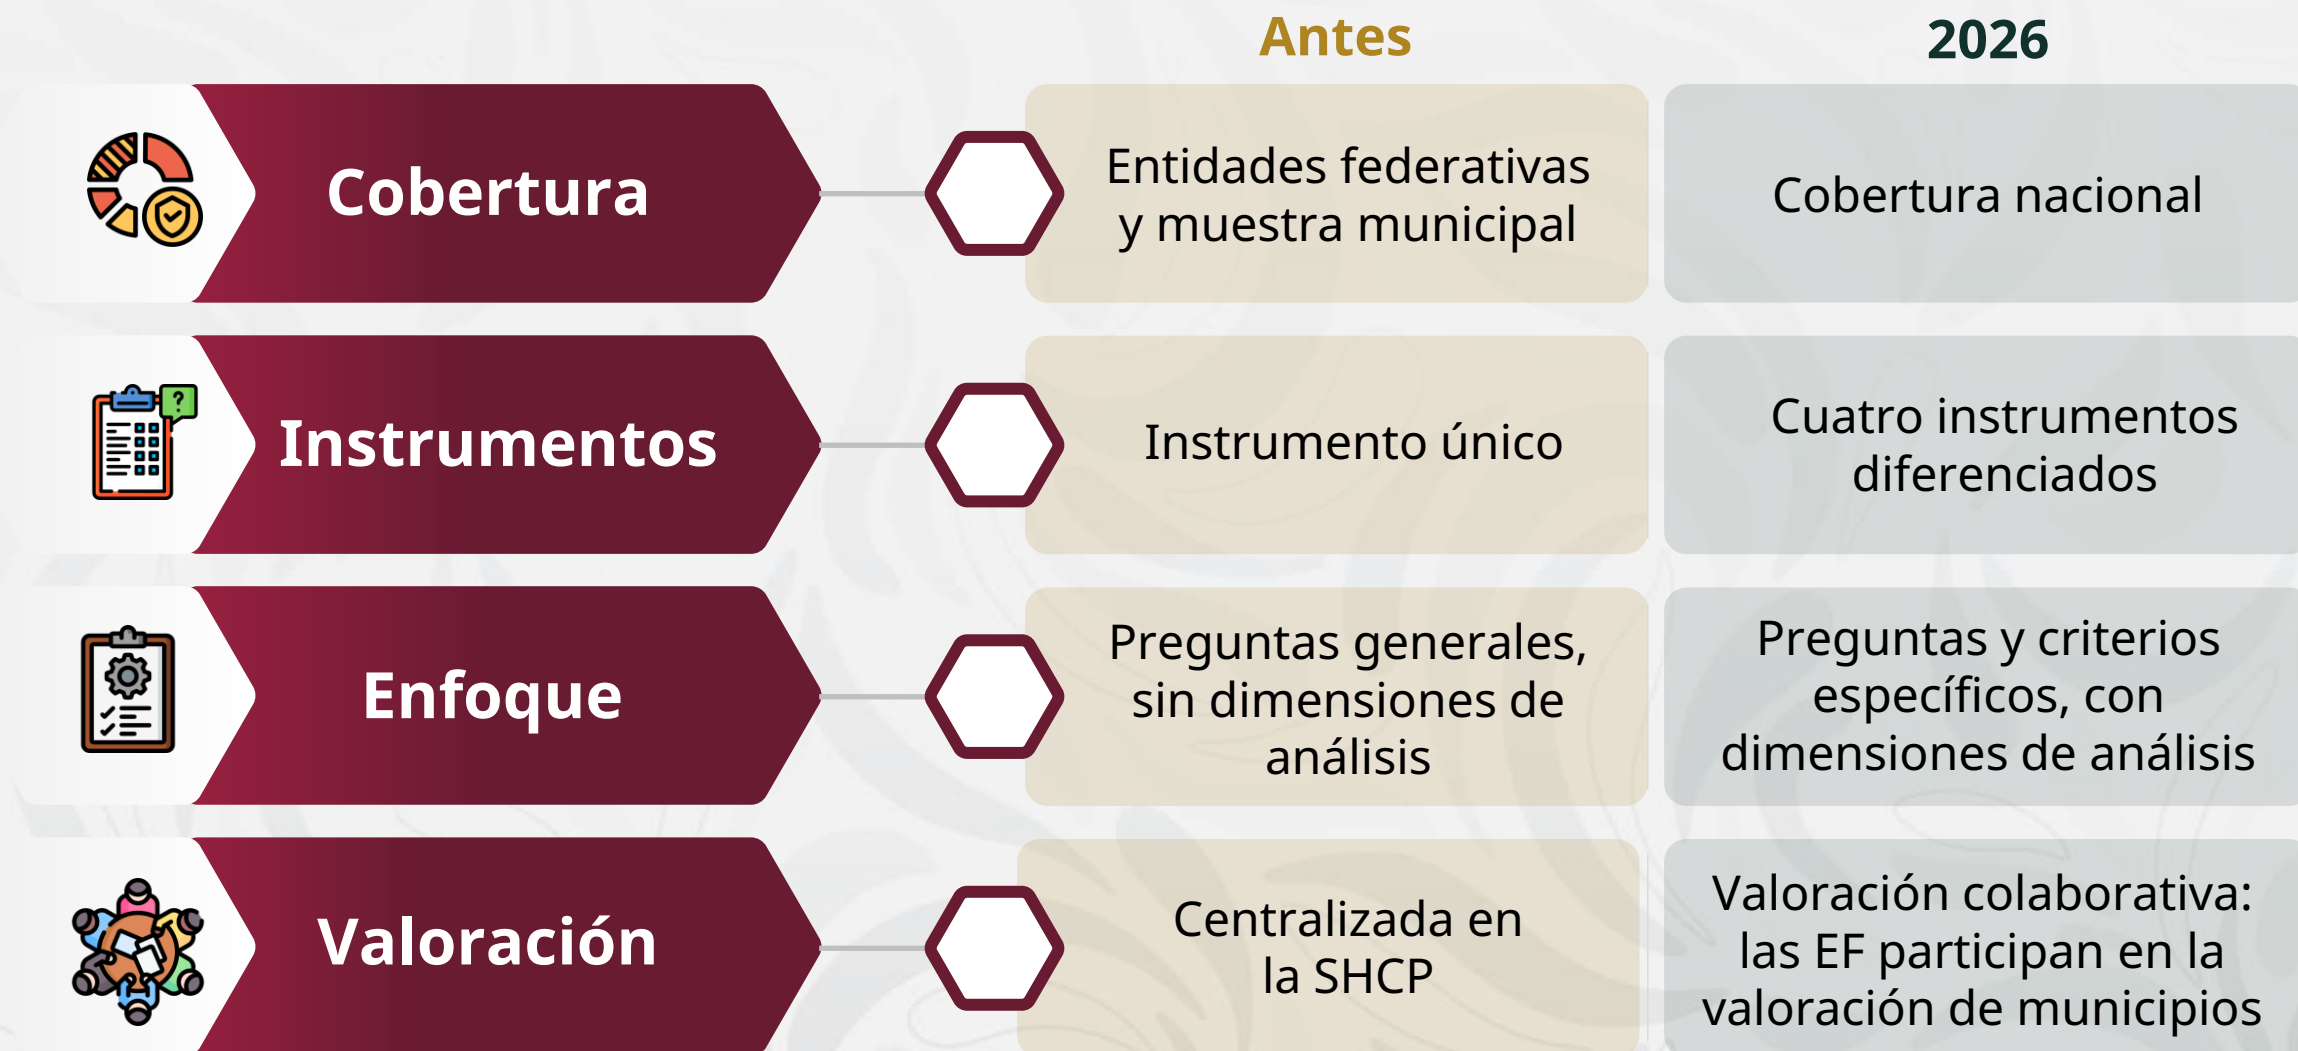 Antes
2026
Cobertura
Entidades federativas
y muestra municipal
Cobertura nacional
Instrumentos
Instrumento único
Cuatro instrumentos
diferenciados
Enfoque
Preguntas generales,
sin dimensiones de
análisis
Preguntas y criterios
específicos, con
dimensiones de análisis
Valoración
Centralizada en
la SHCP
Valoración colaborativa:
las EF participan en la
valoración de municipios